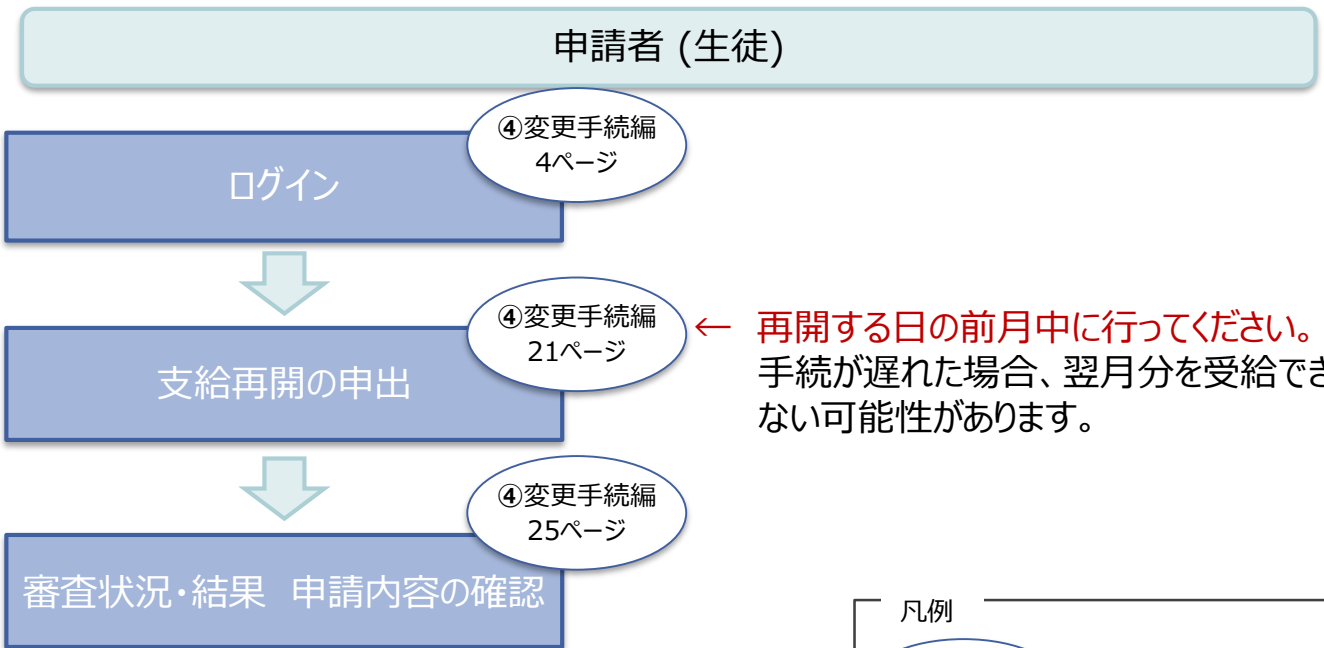 申請者 (生徒)
④変更手続編
4ページ
ログイン
④変更手続編
21ページ
← 再開する日の前月中に行ってください。
手続が遅れた場合、翌月分を受給でき
ない可能性があります。
支給再開の申出
④変更手続編
25ページ
審査状況・結果 申請内容の確認
凡例